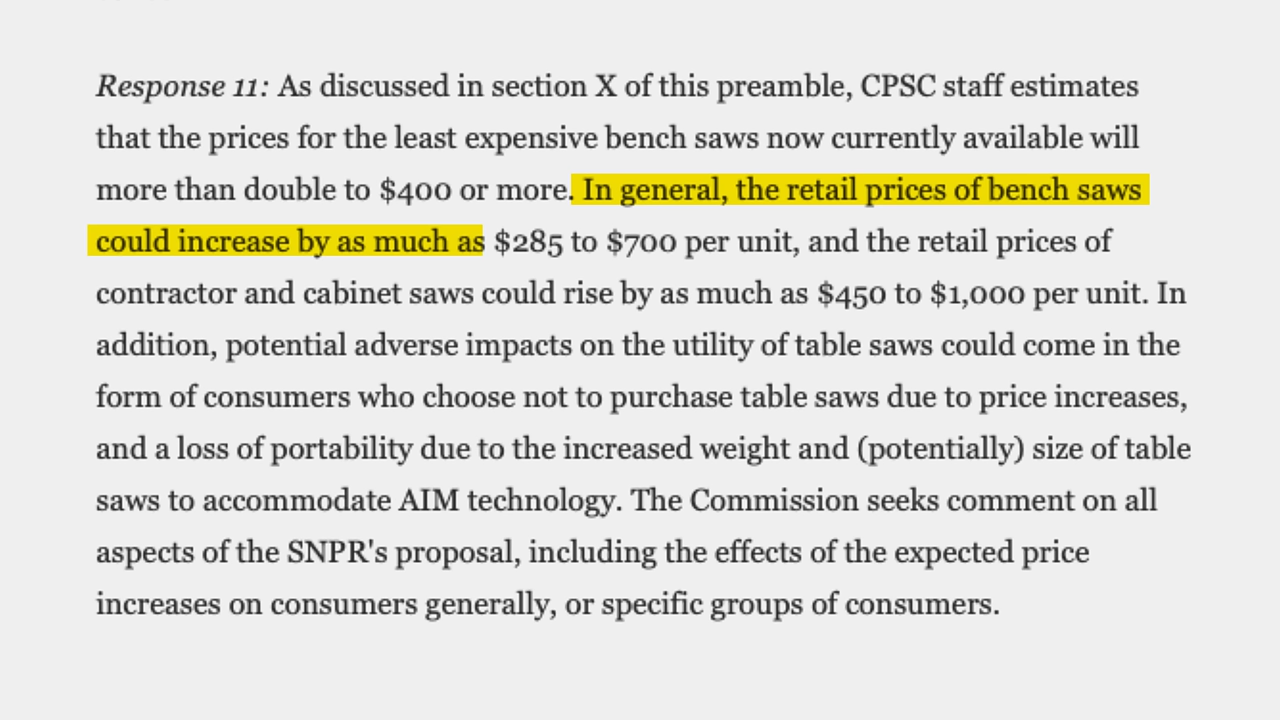 Response 11: As discussed in section X of this preamble, CPSC staff estimates
that the prices for the least expensive bench saws now currently available will
more than double to $400 or more. In general, the retail prices of bench saws
could increase by as much as $285 to $700 per unit, and the retail prices of
contractor and cabinet saws could rise by as much as $450 to $1,000 per unit. In
addition, potential adverse impacts on the utility of table saws could come in the
form of consumers who choose not to purchase table saws due to price increases,
and a loss of portability due to the increased weight and (potentially) size of table
saws to accommodate AIM technology. The Commission seeks comment on all
aspects of the SNPR's proposal, including the effects of the expected price
increases on consumers generally, or specific groups of consumers.